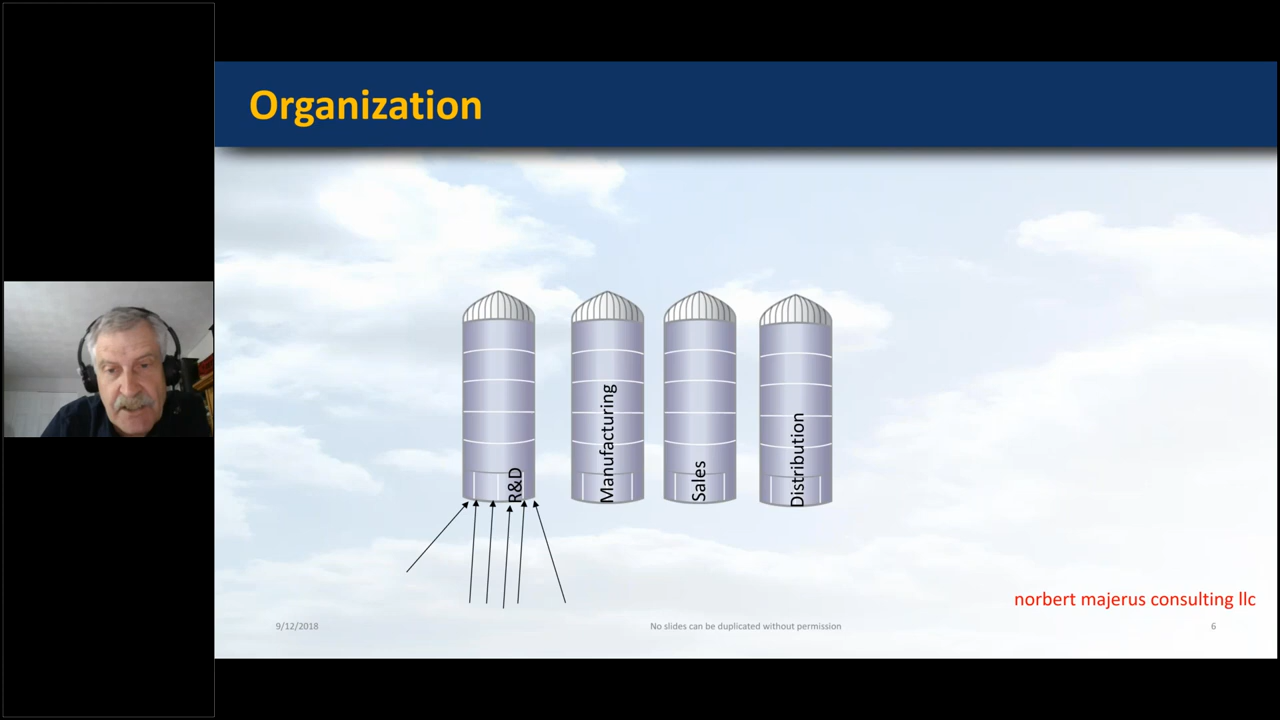 Organization
R&D
Manufacturing
Sales
Distribution
norbert majerus consulting llc
9/12/2018
No slides can be duplicated without permission
6